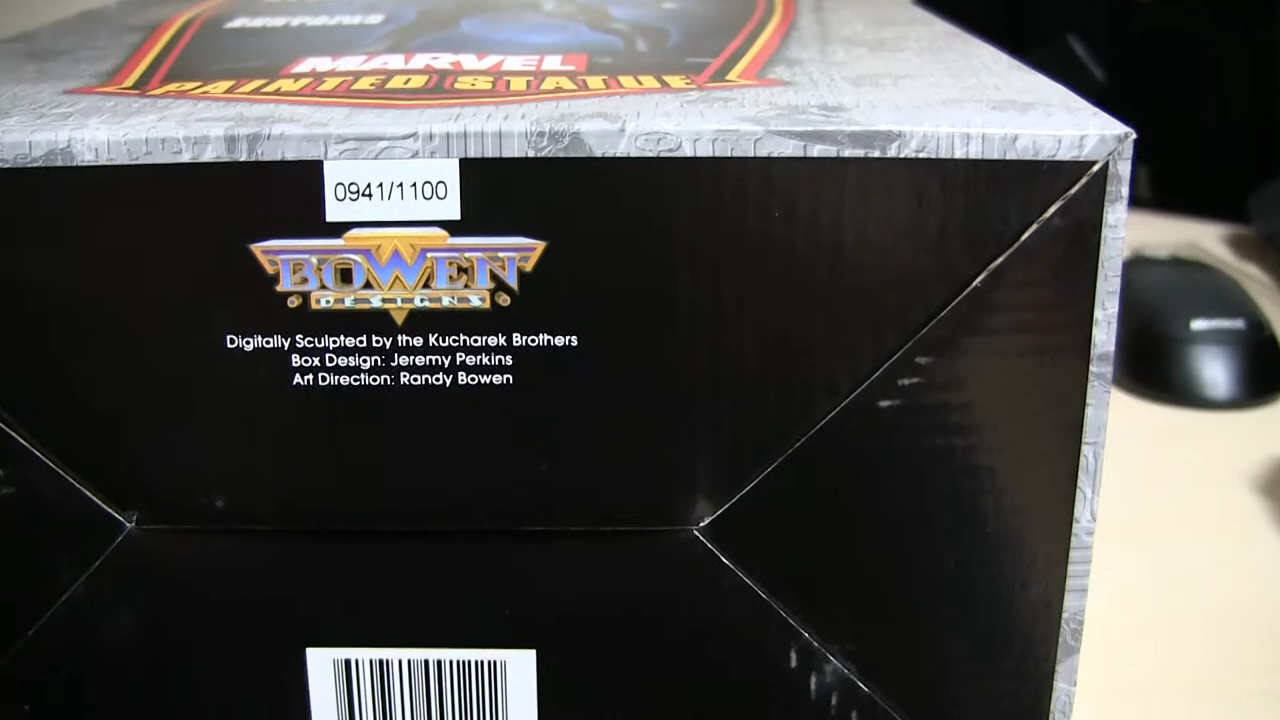 MARVEL
PAINTED STATUE
0941/1100
BOWEN
DESIGNS
Digitally Sculpted by the Kucharek Brothers
Box Design: Jeremy Perkins
Art Direction: Randy Bowen